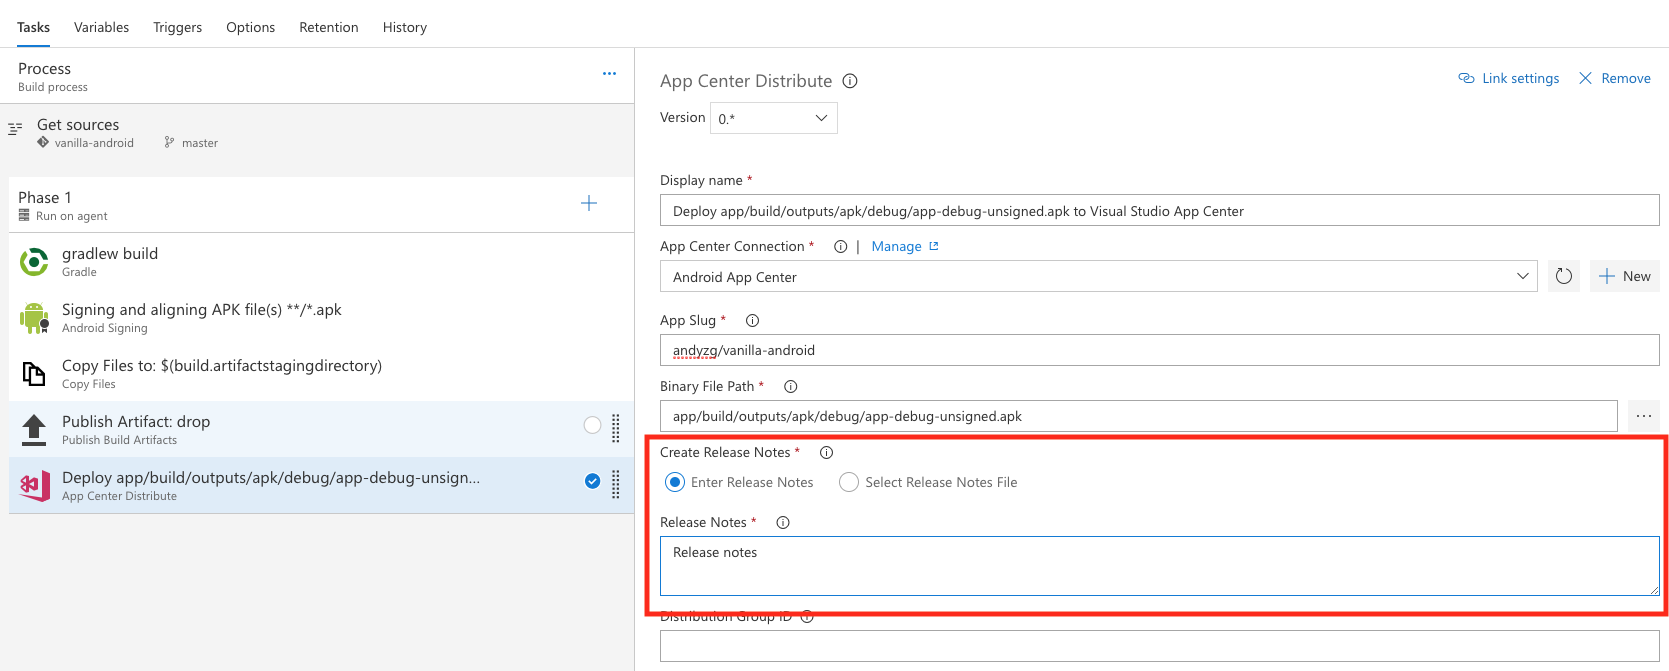 Tasks Variables Triggers Options Retention History
Process
Build process
...
Get sources
vanilla-android master
Phase 1
Run on agent
gradlew build
Gradle
Signing and aligning APK file(s) **/*.apk
Android Signing
Copy Files to: $(build.artifactstagingdirectory)
Copy Files
Publish Artifact: drop
Publish Build Artifacts
Deploy app/build/outputs/apk/debug/app-debug-unsign...
App Center Distribute
App Center Distribute
Link settings Remove
Version 0.*
Display name *
Deploy app/build/outputs/apk/debug/app-debug-unsigned.apk to Visual Studio App Center
App Center Connection * | Manage
Android App Center
New
App Slug *
andyzg/vanilla-android
Binary File Path *
app/build/outputs/apk/debug/app-debug-unsigned.apk
...
Create Release Notes *
Enter Release Notes Select Release Notes File
Release Notes *
Release notes
Distribution Group ID